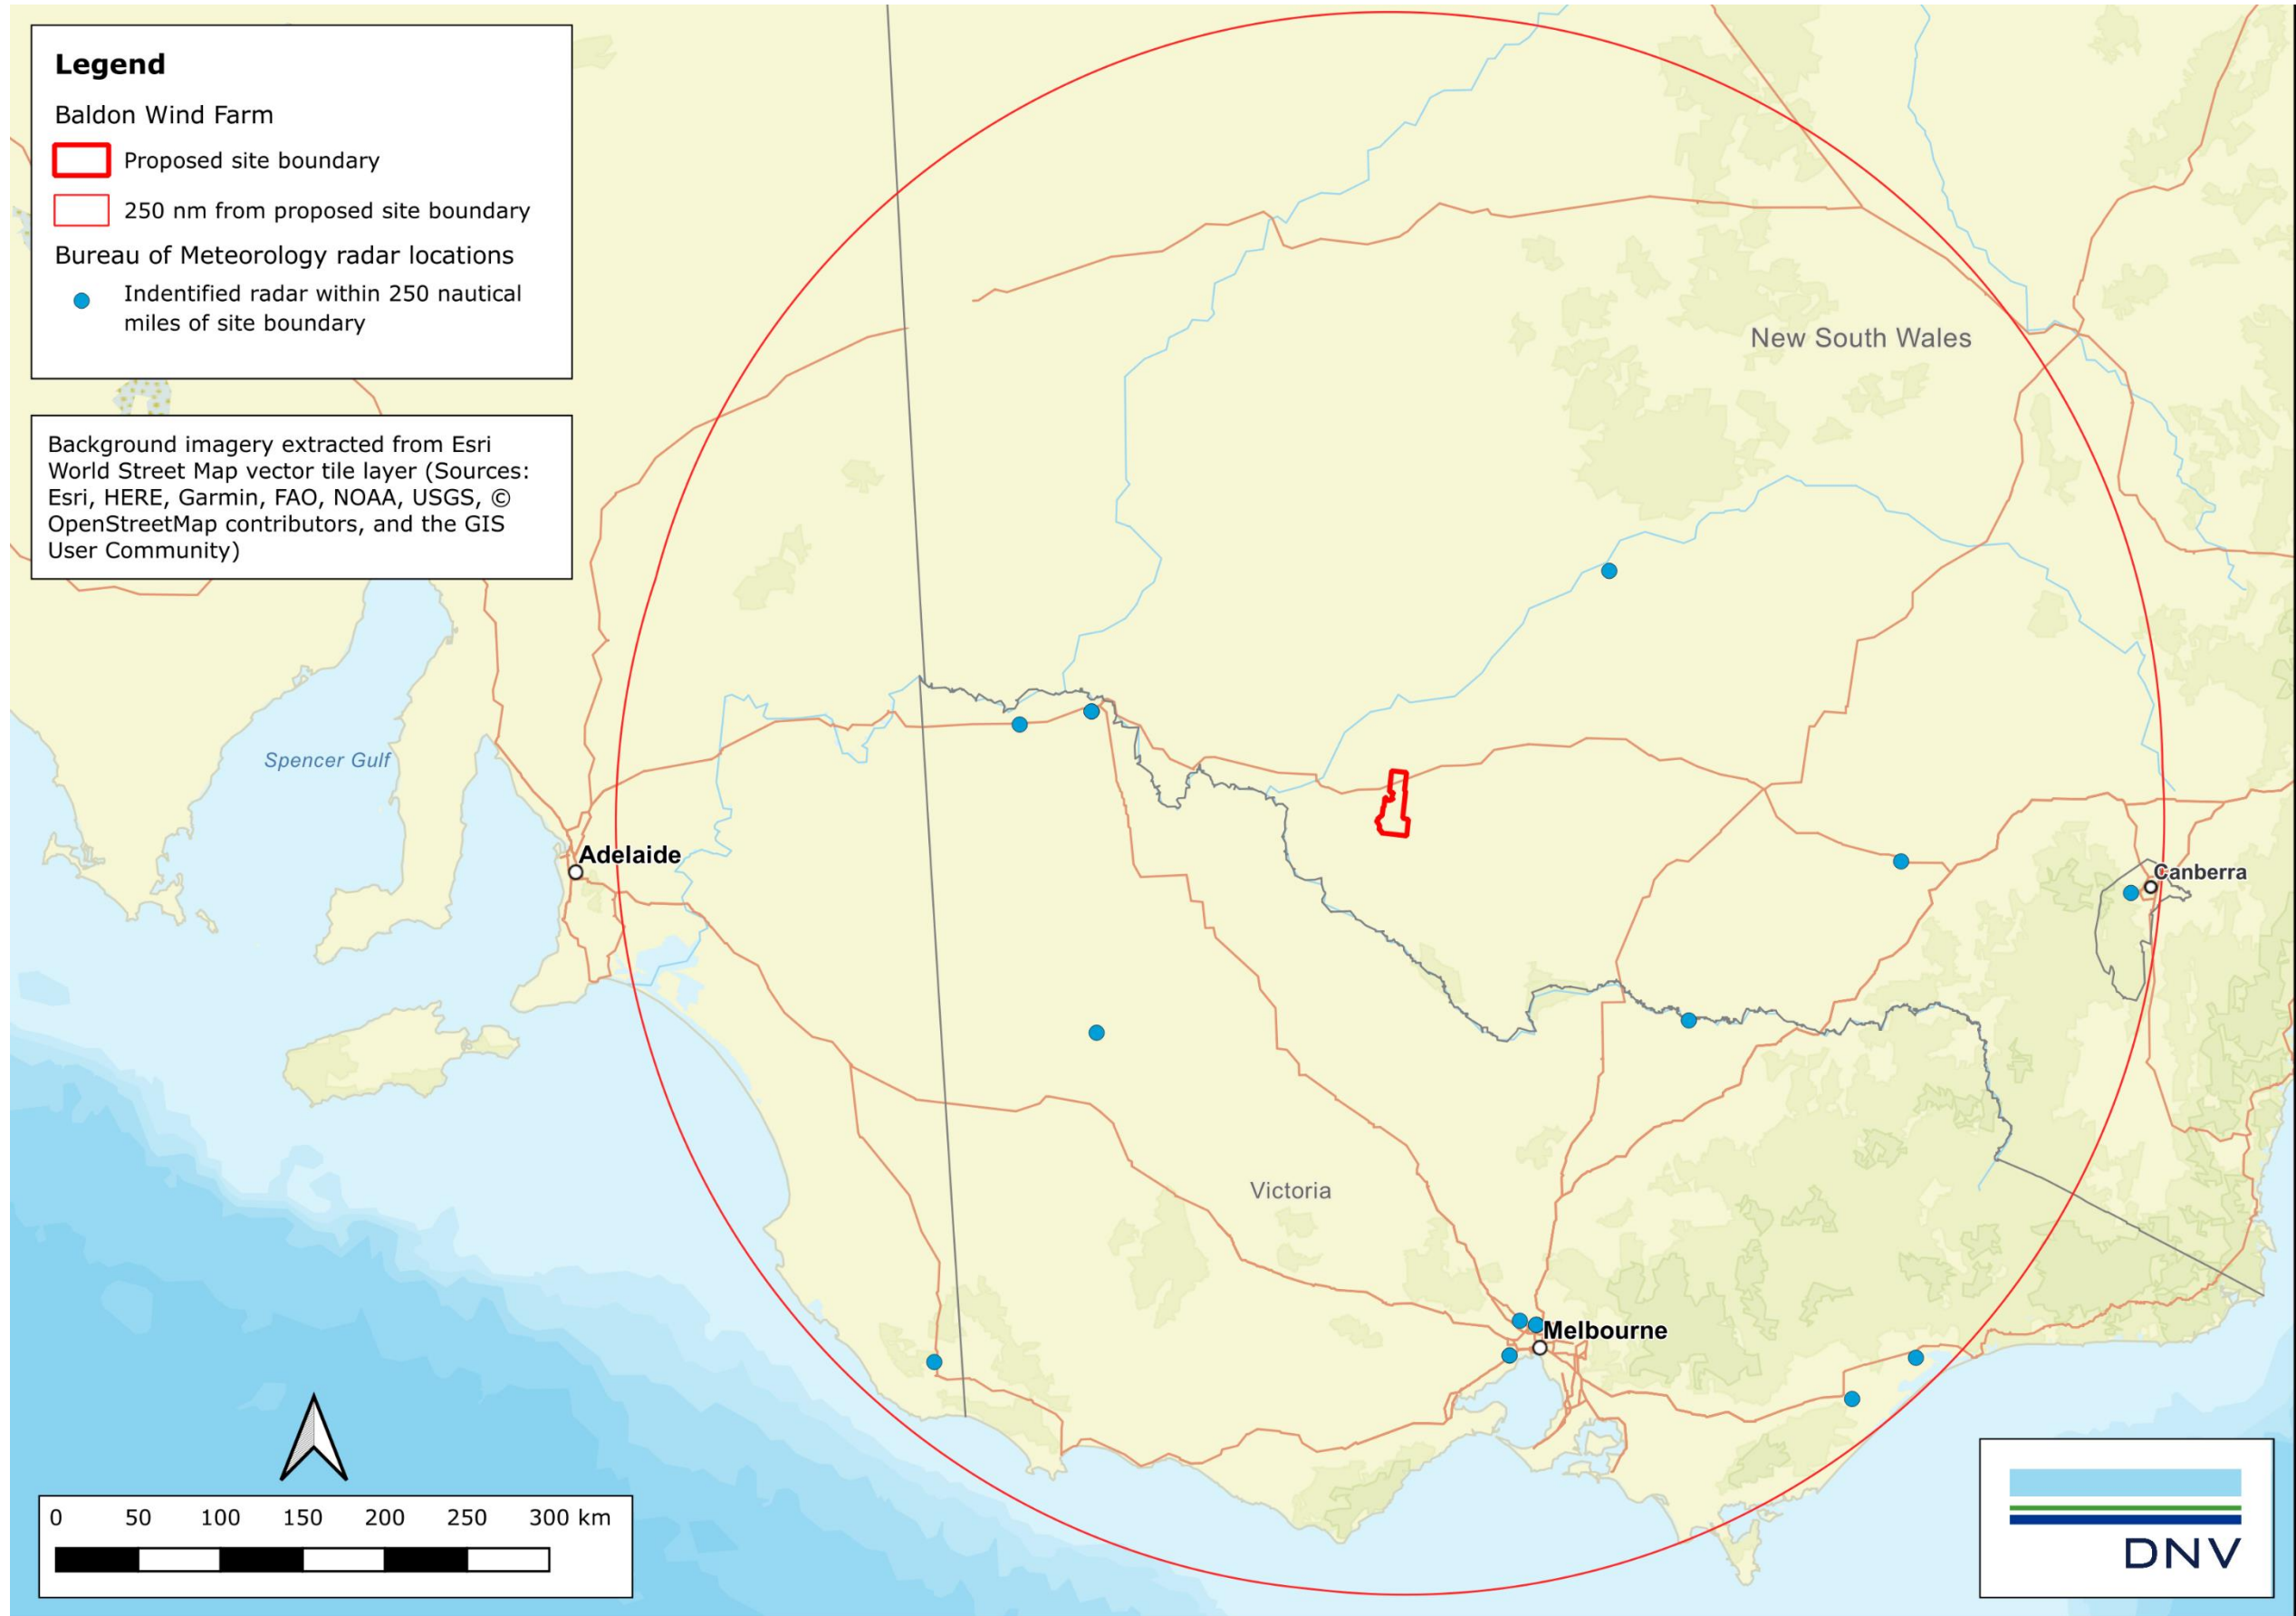 Legend
Baldon Wind Farm
Proposed site boundary
250 nm from proposed site boundary
Bureau of Meteorology radar locations
Indentified radar within 250 nautical
miles of site boundary
Background imagery extracted from Esri
World Street Map vector tile layer (Sources:
Esri, HERE, Garmin, FAO, NOAA, USGS, ©
OpenStreetMap contributors, and the GIS
User Community)
New South Wales
Spencer Gulf
Adelaide
Canberra
Victoria
Melbourne
0 50 100 150 200 250 300 km
DNV